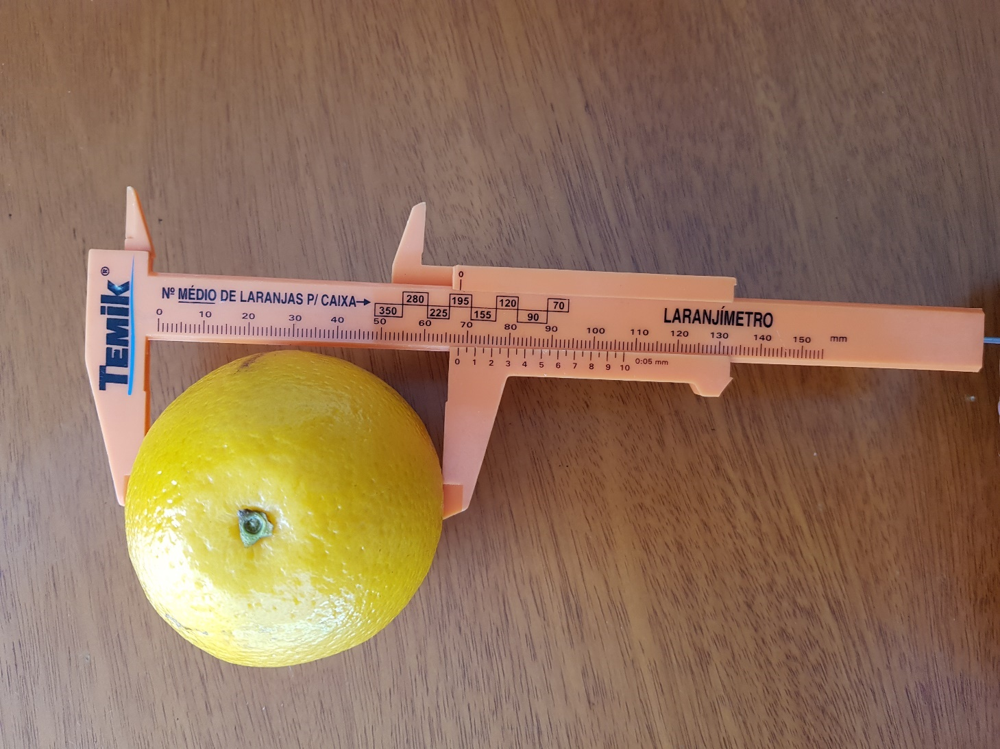 TEMIK®
0
Nº MÉDIO DE LARANJAS P/ CAIXA→
280 195 120 70
350 225 155 90
LARANJÍMETRO
0 10 20 30 40 50 60 70 80 90 100 110 120 130 140 150 mm
0 1 2 3 4 5 6 7 8 9 10 0:05 mm